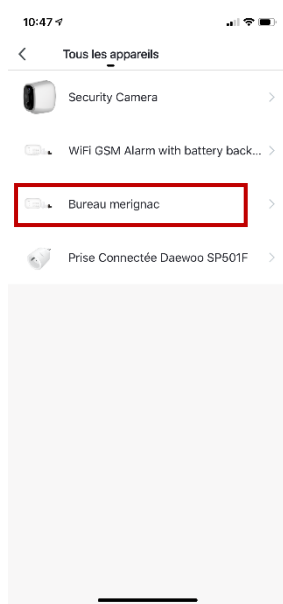 10:47
Tous les appareils
Security Camera
WiFi GSM Alarm with battery back...
Bureau merignac
Prise Connectée Daewoo SP501F